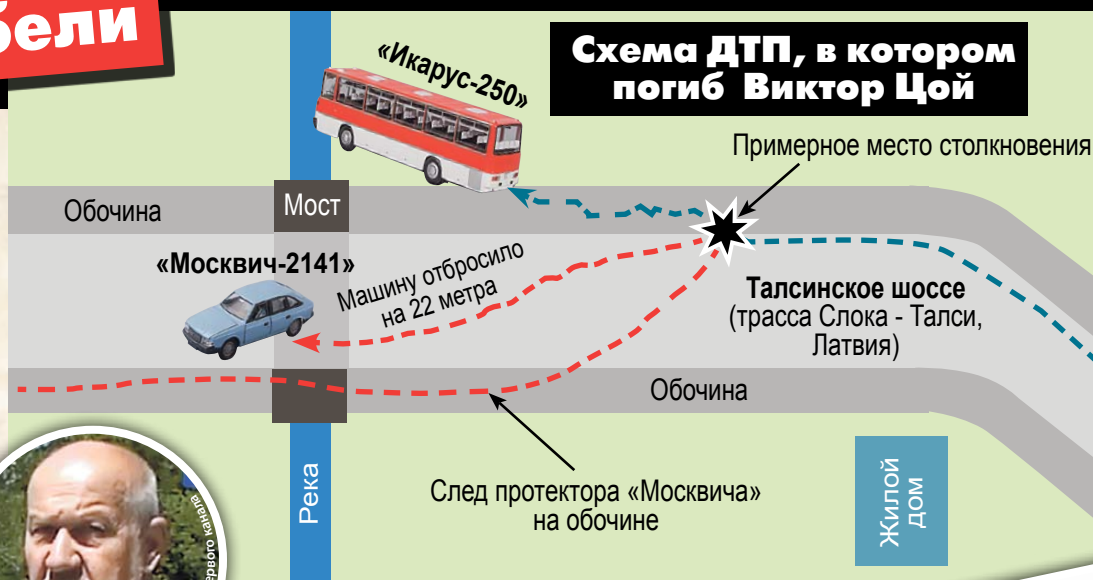 Схема ДТП, в котором
погиб Виктор Цой
«Икарус-250»
Примерное место столкновения
Обочина
Мост
«Москвич-2141»
Машину отбросило
на 22 метра
Талсинское шоссе
(трасса Слока - Талси,
Латвия)
Обочина
След протектора «Москвича»
на обочине
Река
Жилой
дом
канала